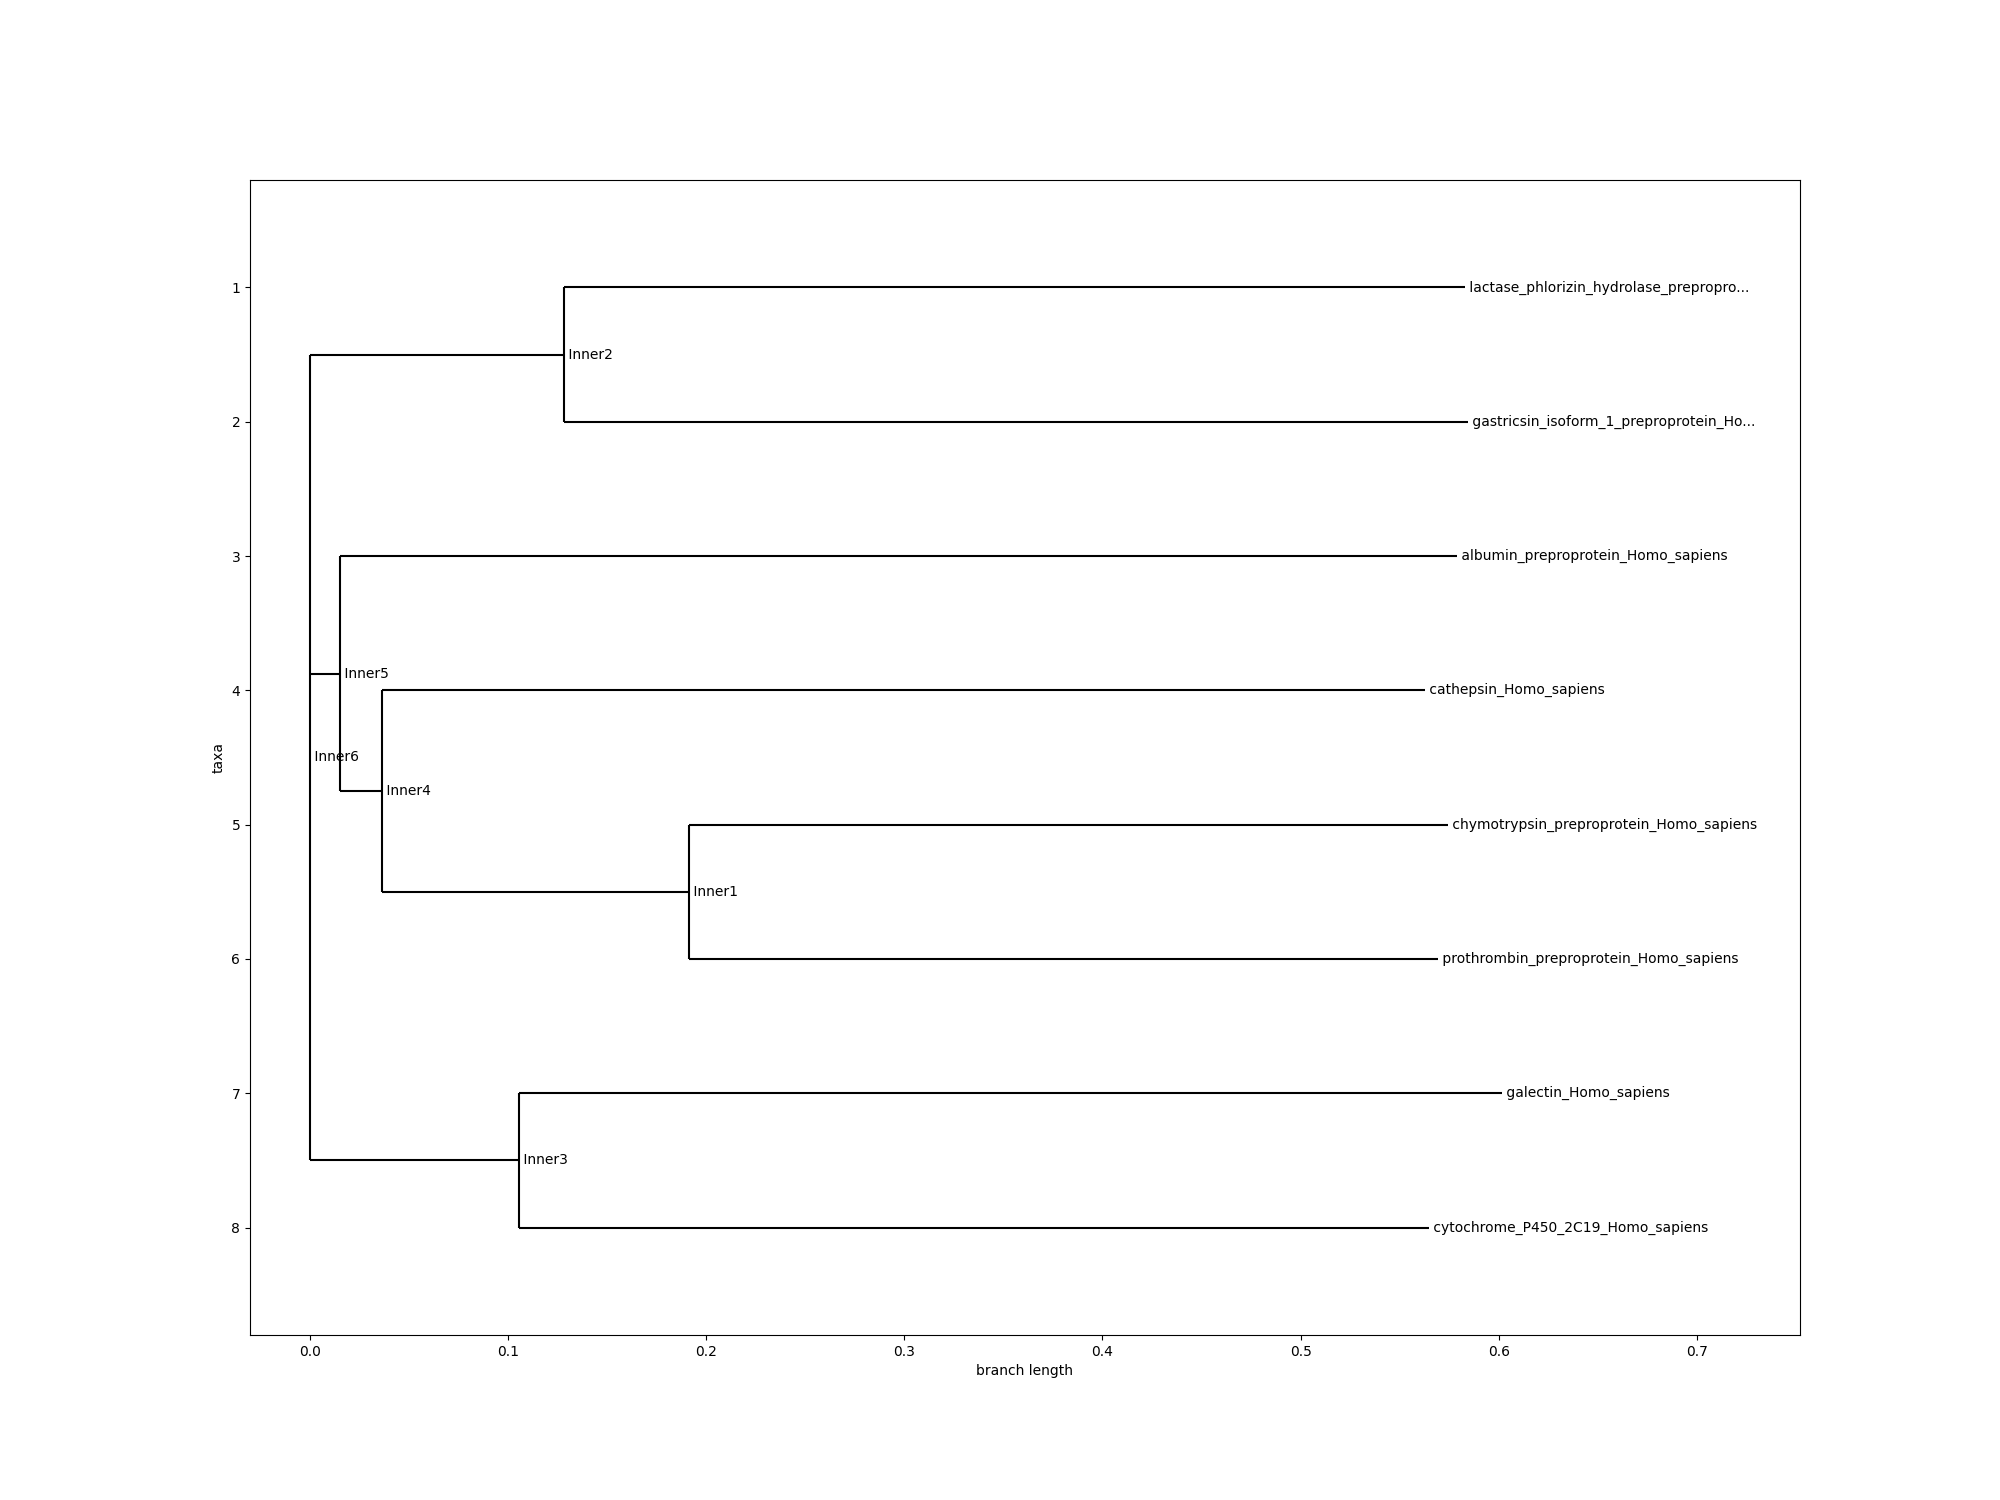 1
lactase_phlorizin_hydrolase_prepropro...
Inner2
2
gastricsin_isoform_1_preproprotein_Ho...
3
albumin_preproprotein_Homo_sapiens
Inner5
4
cathepsin_Homo_sapiens
taxa
Inner6
Inner4
5
chymotrypsin_preproprotein_Homo_sapiens
Inner1
6
prothrombin_preproprotein_Homo_sapiens
7
galectin_Homo_sapiens
Inner3
8
cytochrome_P450_2C19_Homo_sapiens
0.0 0.1 0.2 0.3 0.4 0.5 0.6 0.7
branch length